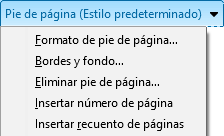 Pie de página (Estilo predeterminado)
Formato de pie de página...
Bordes y fondo...
Eliminar pie de página...
Insertar número de página
Insertar recuento de páginas